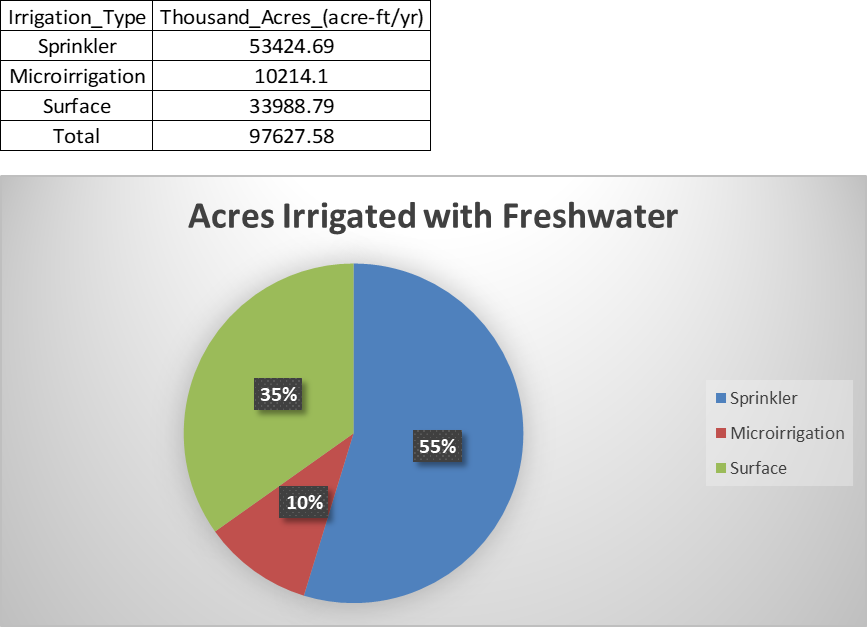 Irrigation_Type Thousand_Acres_(acre-ft/yr)
Sprinkler 53424.69
Microirrigation 10214.1
Surface 33988.79
Total 97627.58
Acres Irrigated with Freshwater
35%
55%
10%
Sprinkler
Microirrigation
Surface